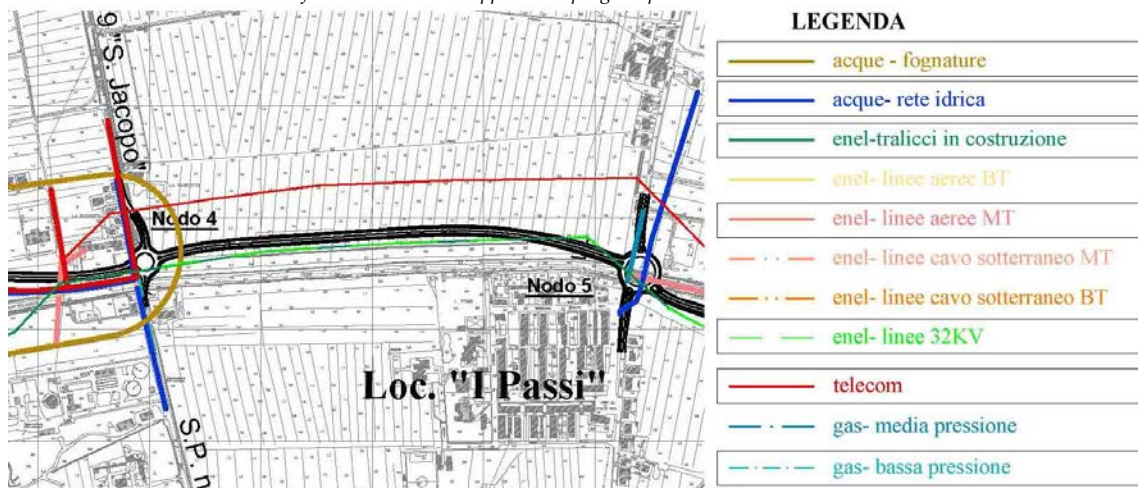 LEGENDA
acque - fognature
acque- rete idrica
enel-tralicci in costruzione
enel- linee aeree BT
enel- linee aeree MT
enel- linee cavo sotterraneo MT
enel- linee cavo sotterraneo BT
enel- linee 32KV
telecom
gas- media pressione
gas- bassa pressione
9 "S. Jacopo"
Nodo 4
Nodo 5
Loc. "I Passi"
S.P. n